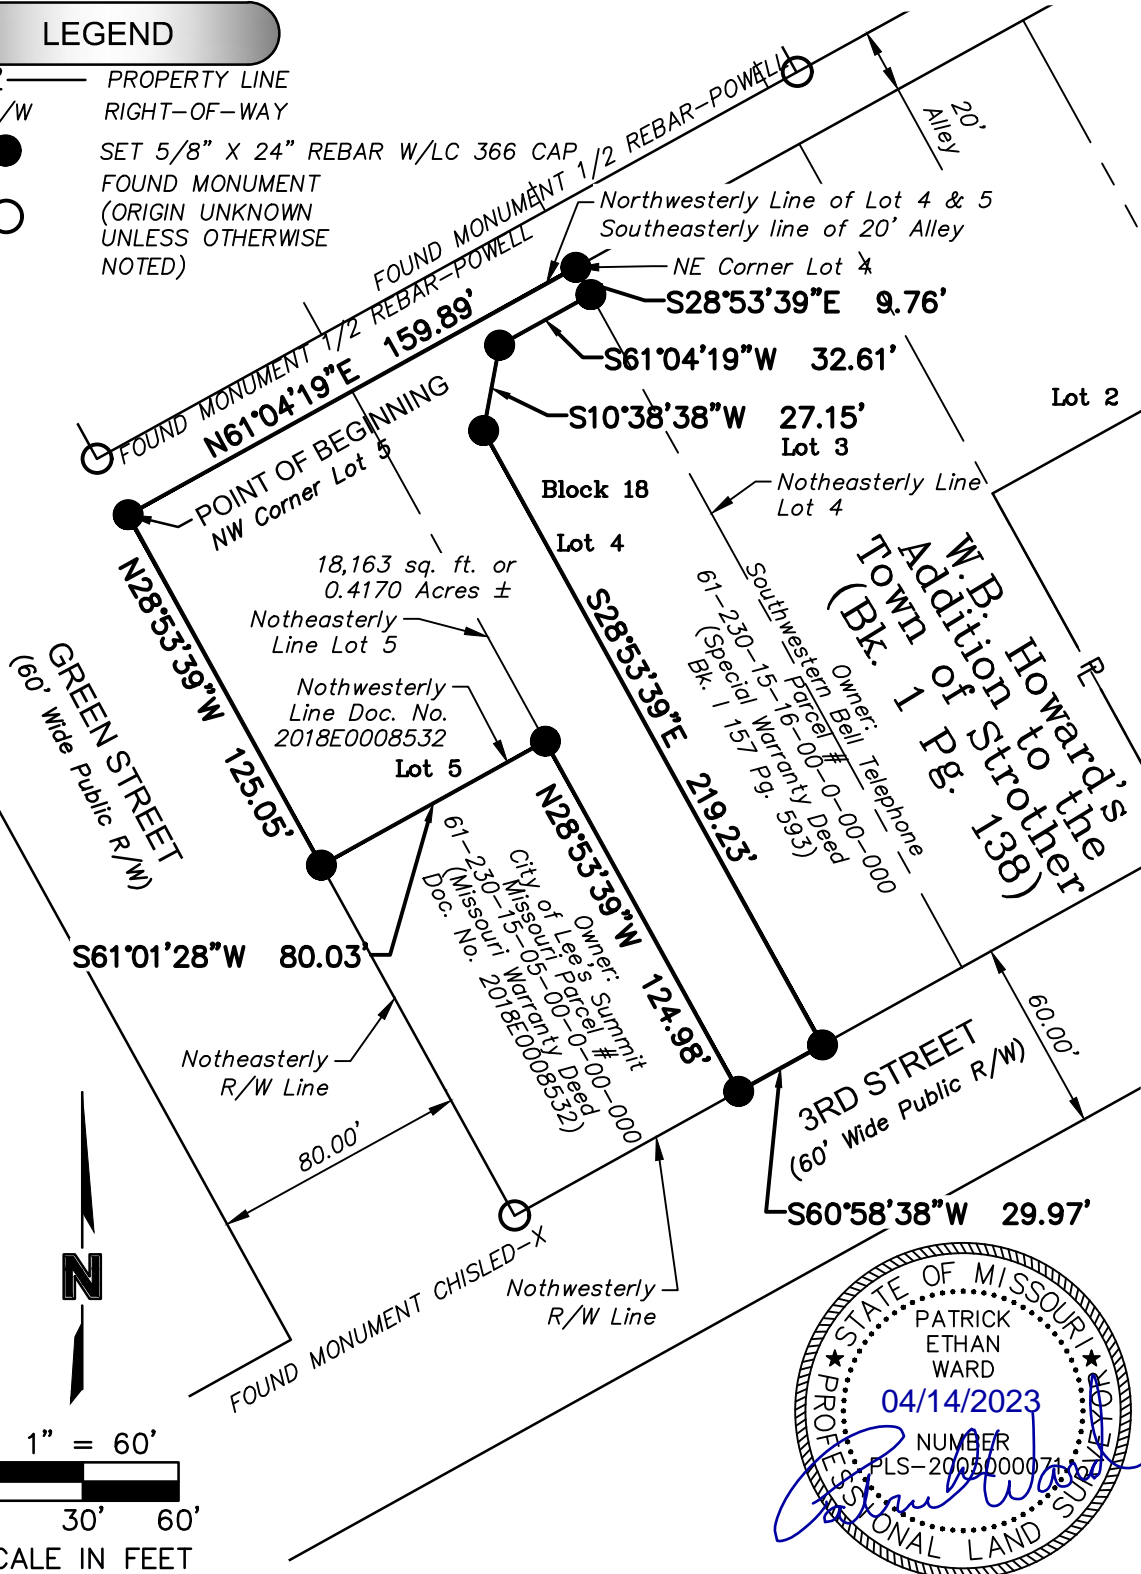 LEGEND
PROPERTY LINE
/W RIGHT-OF-WAY
SET 5/8" X 24" REBAR W/LC 366 CAP
FOUND MONUMENT
(ORIGIN UNKNOWN
UNLESS OTHERWISE
NOTED)
FOUND MONUMENT 1/2 REBAR-POWELL
FOUND MONUMENT 1/2 REBAR-POWELL
20'
Alley
Northwesterly Line of Lot 4 & 5
Southeasterly line of 20' Alley
NE Corner Lot 4
S28°53'39"E 9.76'
N61°04'19"E 159.89'
S61°04'19"W 32.61'
S10°38'38"W 27.15'
Lot 2
Lot 3
POINT OF BEGINNING
NW Corner Lot 5
Block 18
Notheasterly Line
Lot 4
Lot 4
18,163 sq. ft. or
0.4170 Acres ±
Notheasterly
Line Lot 5
Nothwesterly
Line Doc. No.
2018E0008532
Lot 5
N28°53'39"W 125.05'
S28°53'39"E 219.23'
GREEN STREET
(60' Wide Public R/W)
W.B. Howard's
Addition to the
Town of Strother
(Bk. 1 Pg. 138)
Owner:
Southwestern Bell Telephone
Parcel #
61-230-15-16-00-0-00-000
(Special Warranty Deed
Bk. I 157 Pg. 593)
N28°53'39"W 124.98'
Owner:
City of Lee's Summit
Missouri Parcel #
61-230-15-05-00-0-00-000
(Missouri Warranty Deed
Doc. No. 2018E0008532)
S61°01'28"W 80.03'
Notheasterly
R/W Line
80.00'
60.00'
3RD STREET
(60' Wide Public R/W)
S60°58'38"W 29.97'
Nothwesterly
R/W Line
FOUND MONUMENT CHISLED-X
N
1" = 60'
30' 60'
CALE IN FEET
STATE OF MISSOURI
PATRICK
ETHAN
WARD
04/14/2023
NUMBER
PLS-2005000071
PROFESSIONAL LAND SURVEYOR